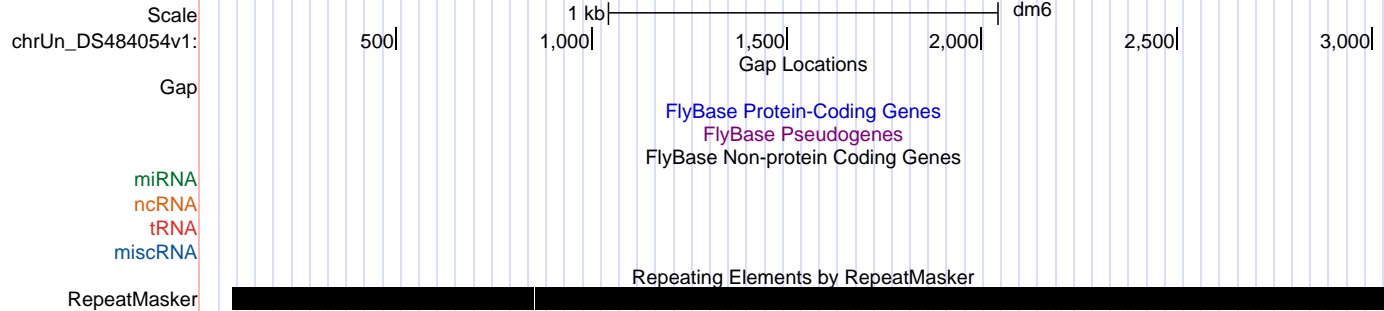 Scale 1 kb dm6
chrUn_DS484054v1: 500 1,000 1,500 2,000 2,500 3,000
Gap Locations
Gap
FlyBase Protein-Coding Genes
FlyBase Pseudogenes
FlyBase Non-protein Coding Genes
miRNA
ncRNA
tRNA
miscRNA
Repeating Elements by RepeatMasker
RepeatMasker